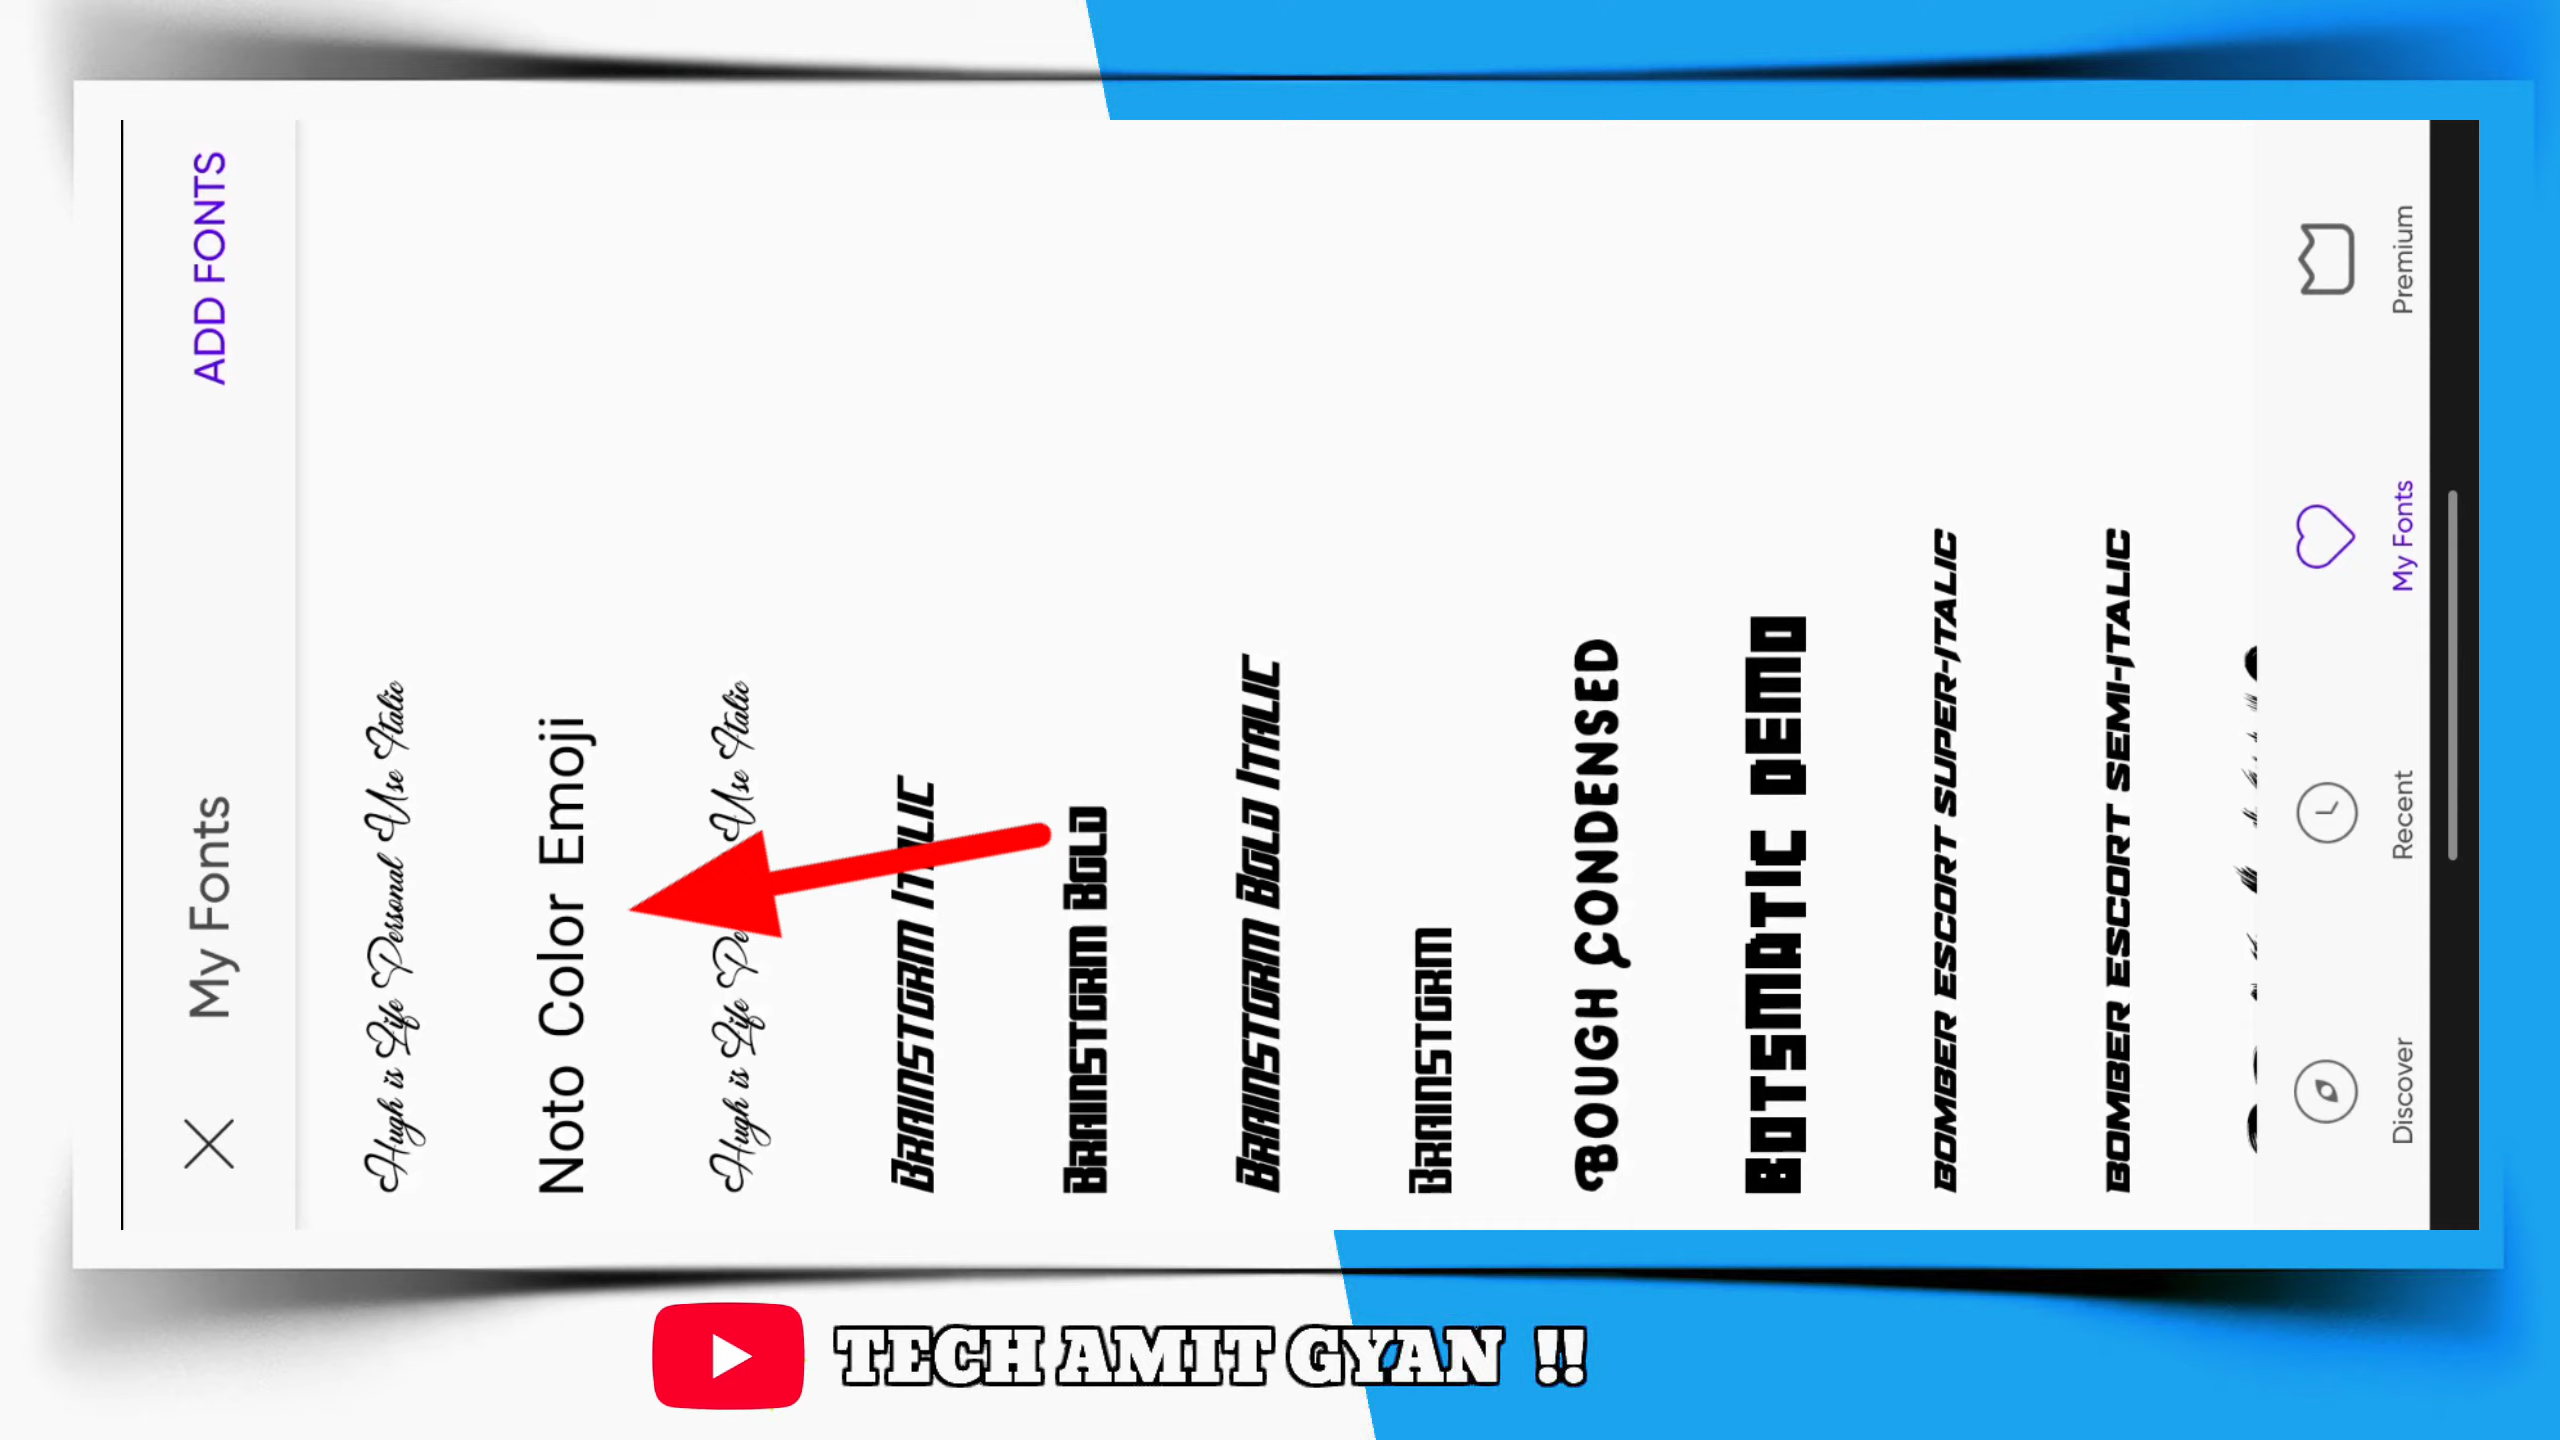 My Fonts
ADD FONTS
Hugh is Life Personal Use Italic
Noto Color Emoji
Hugh is Life Use Italic
BRAINSTORM ITALIC
BRAINSTORM BOLD
BRAINSTORM BOLD ITALIC
BRAINSTORM
BOUGH CONDENSED
BOTSMATIC DEMO
BOMBER ESCORT SUPER-ITALIC
BOMBER ESCORT SEMI-ITALIC
Discover
Recent
My Fonts
Premium
TECH AMIT GYAN !!